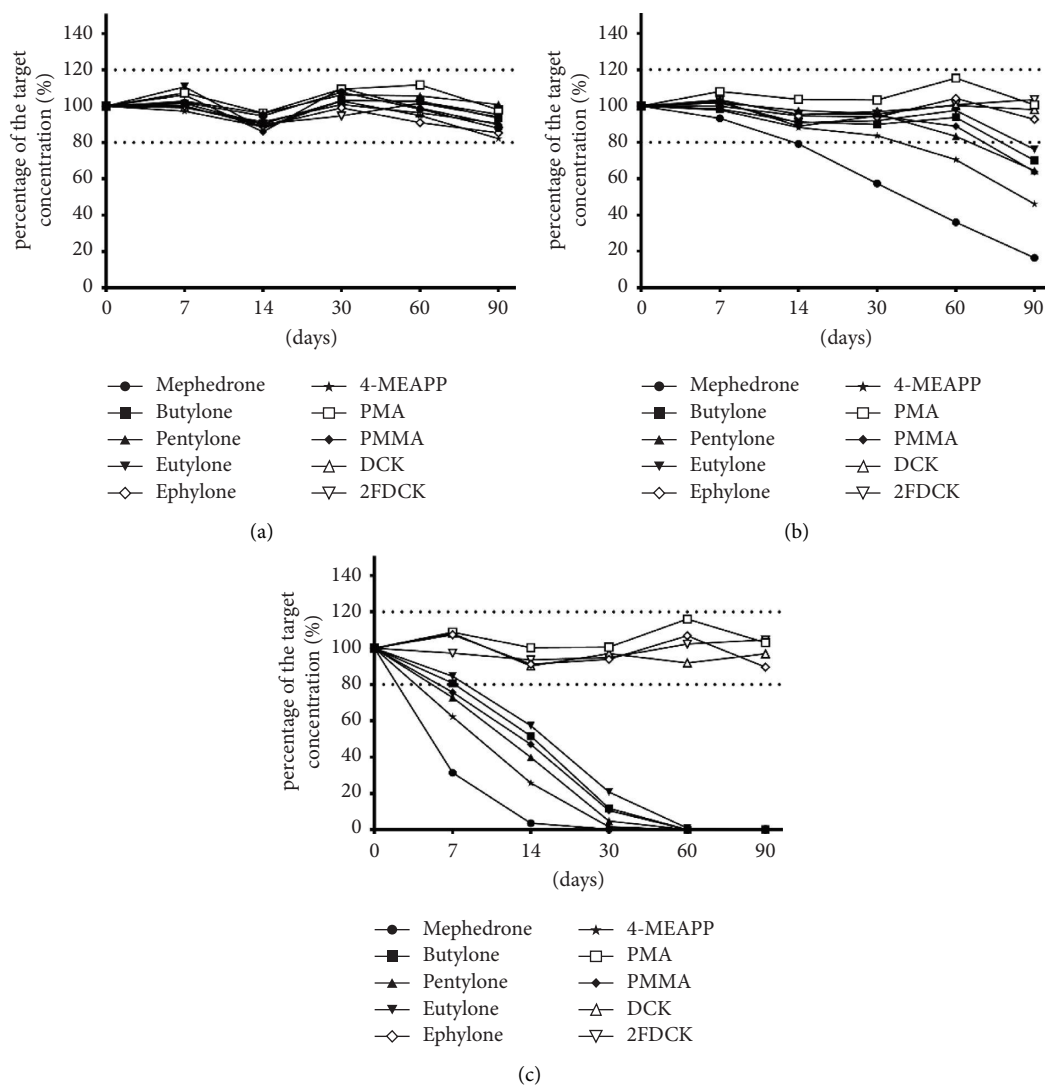 140
120
100
80
60
40
20
0
percentage of the target
concentration (%)
0 7 14 30 60 90
(days)
Mephedrone 4-MEAPP
Butylone PMA
Pentylone PMMA
Eutylone DCK
Ephylone 2FDCK
(a)
140
120
100
80
60
40
20
0
percentage of the target
concentration (%)
0 7 14 30 60 90
(days)
Mephedrone 4-MEAPP
Butylone PMA
Pentylone PMMA
Eutylone DCK
Ephylone 2FDCK
(b)
140
120
100
80
60
40
20
0
percentage of the target
concentration (%)
0 7 14 30 60 90
(days)
Mephedrone 4-MEAPP
Butylone PMA
Pentylone PMMA
Eutylone DCK
Ephylone 2FDCK
(c)